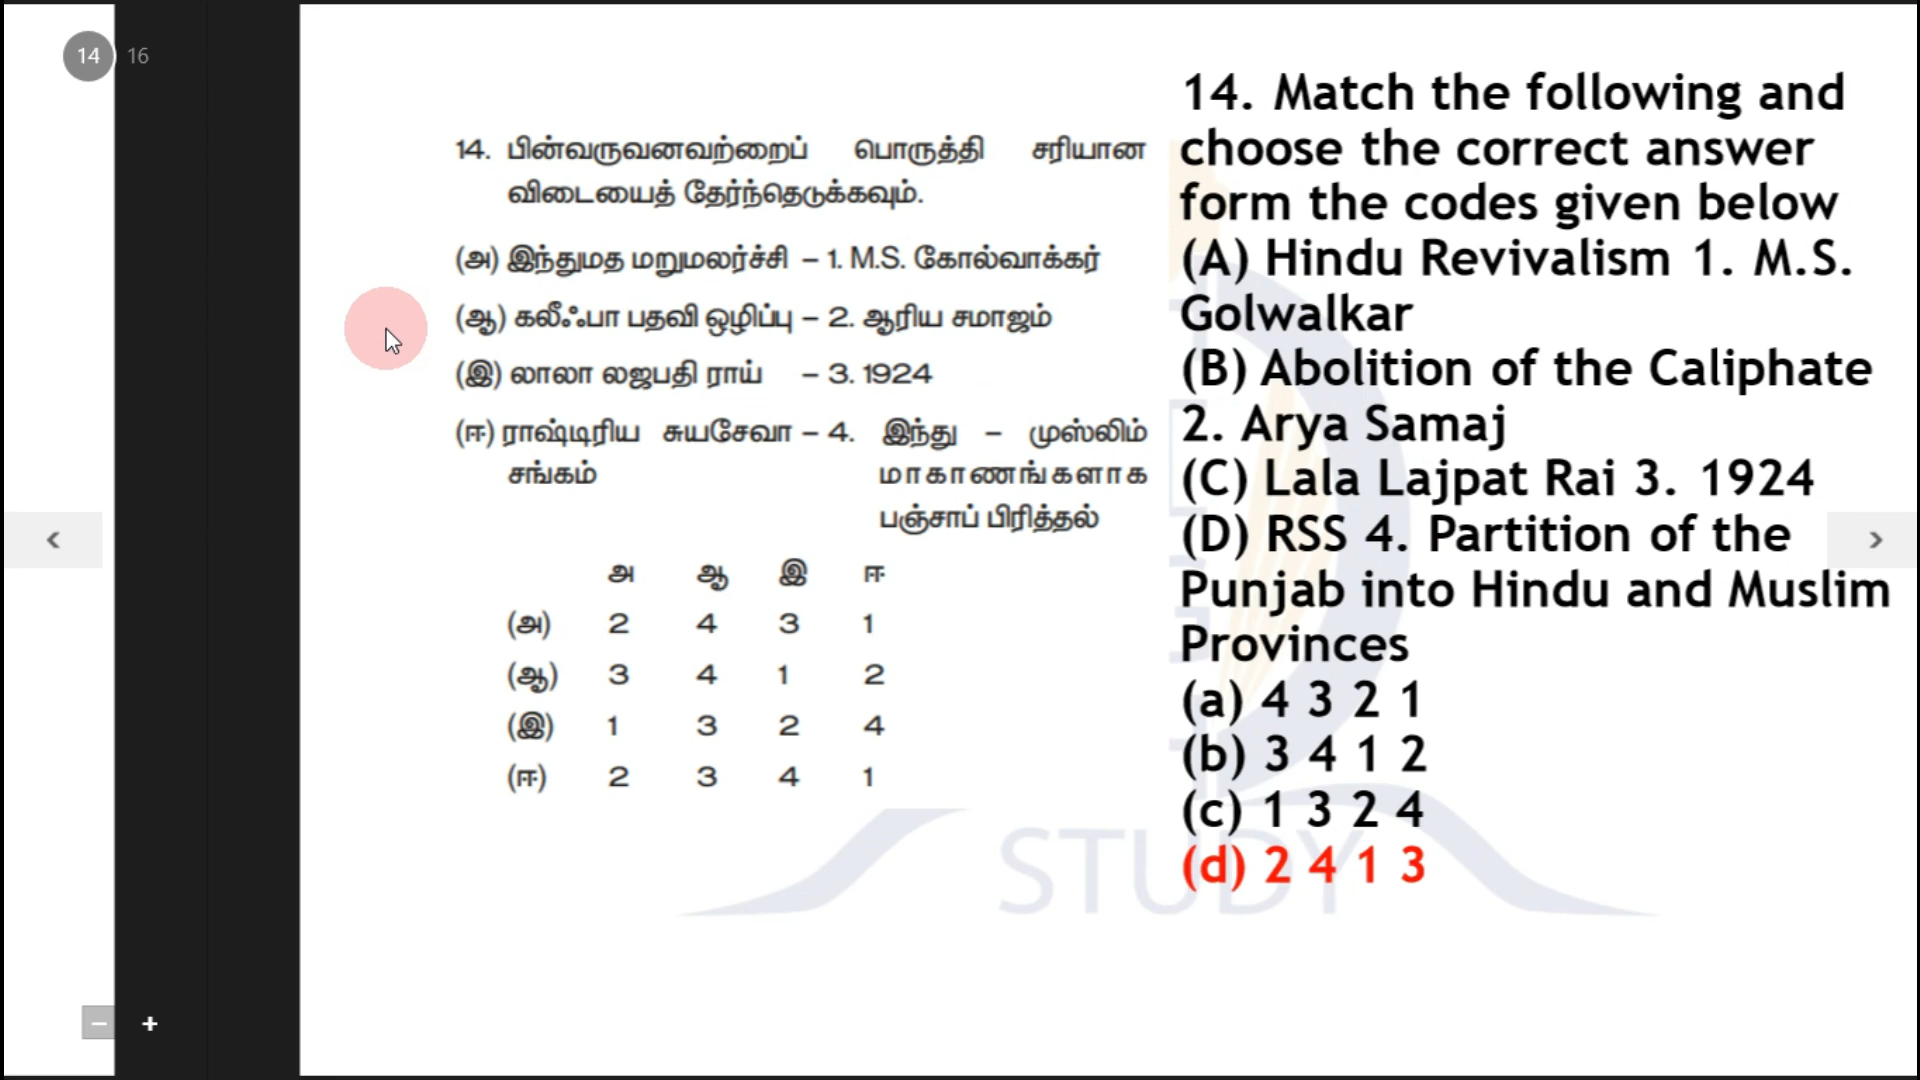 14 16
14. பின்வருவனவற்றைப் பொருத்தி சரியான
விடையைத் தேர்ந்தெடுக்கவும்.
(அ) இந்துமத மறுமலர்ச்சி – 1. M.S. கோல்வாக்கர்
(ஆ) கலீஃபா பதவி ஒழிப்பு – 2. ஆரிய சமாஜம்
(இ) லாலா லஜபதி ராய் – 3. 1924
(ஈ) ராஷ்டிரிய சுயசேவா – 4. இந்து – முஸ்லிம்
சங்கம் மாகாணங்களாக
பஞ்சாப் பிரித்தல்
அ ஆ இ ஈ
(அ) 2 4 3 1
(ஆ) 3 4 1 2
(இ) 1 3 2 4
(ஈ) 2 3 4 1
14. Match the following and
choose the correct answer
form the codes given below
(A) Hindu Revivalism 1. M.S.
Golwalkar
(B) Abolition of the Caliphate
2. Arya Samaj
(C) Lala Lajpat Rai 3. 1924
(D) RSS 4. Partition of the
Punjab into Hindu and Muslim
Provinces
(a) 4 3 2 1
(b) 3 4 1 2
(c) 1 3 2 4
(d) 2 4 1 3
STUDY